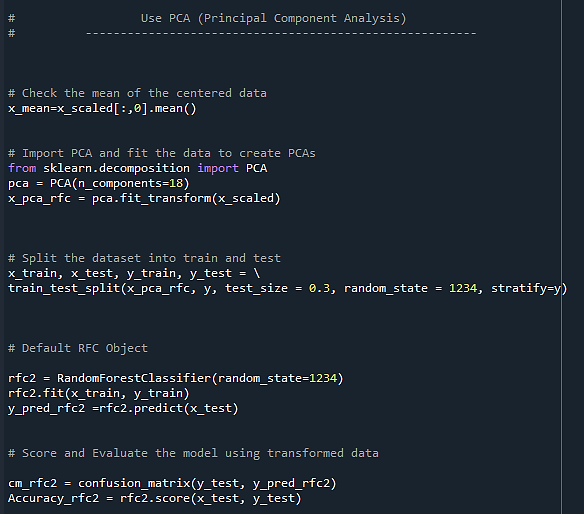 #                  Use PCA (Principal Component Analysis)
#          --------------------------------------------------------
# Check the mean of the centered data
x_mean=x_scaled[:,0].mean()
# Import PCA and fit the data to create PCAs
from sklearn.decomposition import PCA
pca = PCA(n_components=18)
x_pca_rfc = pca.fit_transform(x_scaled)
# Split the dataset into train and test
x_train, x_test, y_train, y_test = \
train_test_split(x_pca_rfc, y, test_size = 0.3, random_state = 1234, stratify=y)
# Default RFC Object
rfc2 = RandomForestClassifier(random_state=1234)
rfc2.fit(x_train, y_train)
y_pred_rfc2 =rfc2.predict(x_test)
# Score and Evaluate the model using transformed data
cm_rfc2 = confusion_matrix(y_test, y_pred_rfc2)
Accuracy_rfc2 = rfc2.score(x_test, y_test)